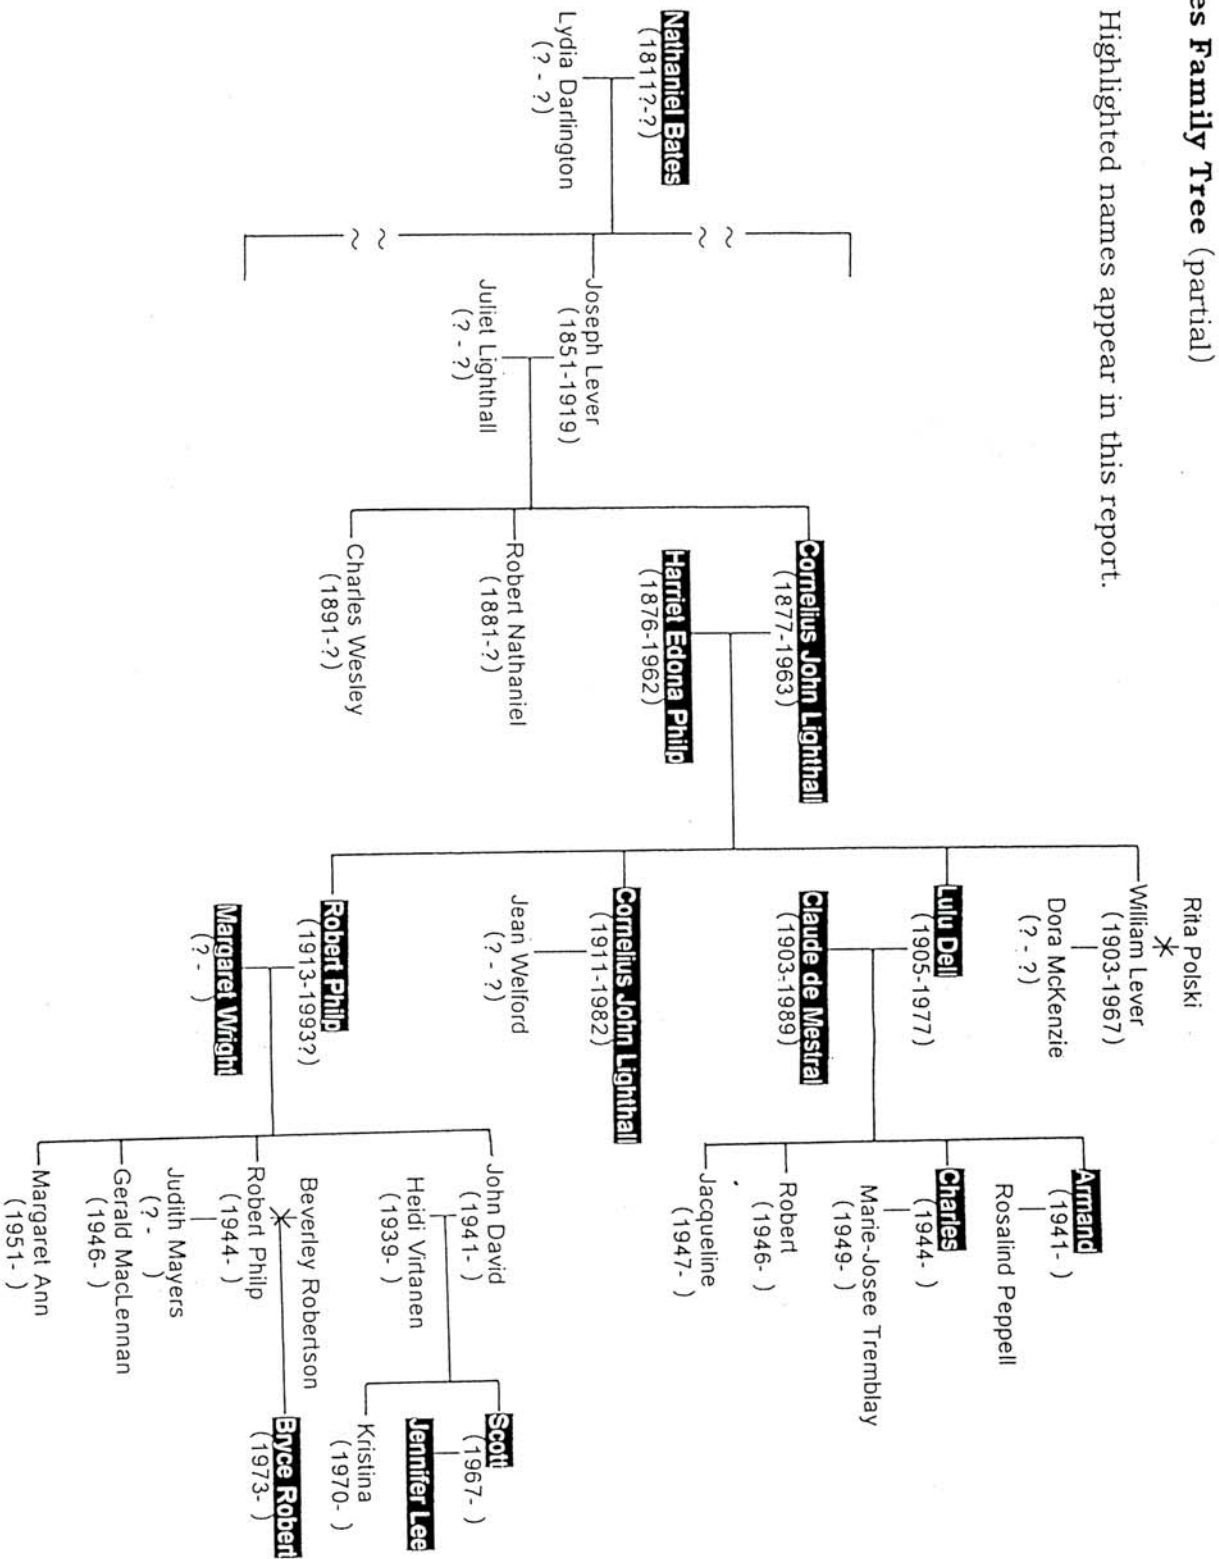 es Family Tree (partial)
Highlighted names appear in this report.
Nathaniel Bates
(1811?-?)
Lydia Darlington
(? - ?)
Joseph Lever
(1851-1919)
Juliet Lighthall
(? - ?)
Cornelius John Lighthall
(1877-1963)
Harriet Edona Philp
(1876-1962)
Robert Nathaniel
(1881-?)
Charles Wesley
(1891-?)
Rita Polski
William Lever
(1903-1967)
Dora McKenzie
(? - ?)
Lulu Dell
(1905-1977)
Claude de Mestral
(1903-1989)
Cornelius John Lighthall
(1911-1982)
Jean Welford
(? - ?)
Robert Philp
(1913-1993?)
Margaret Wright
(? - )
Armand
(1941- )
Rosalind Peppell
Charles
(1944- )
Marie-Josee Tremblay
(1949- )
Robert
(1946- )
Jacqueline
(1947- )
John David
(1941- )
Heidi Virtanen
(1939- )
Beverley Robertson
Robert Philp
(1944- )
Judith Mayers
(? - )
Gerald MacLennan
(1946- )
Margaret Ann
(1951- )
Scott
(1967- )
Jennifer Lee
Kristina
(1970- )
Bryce Robert
(1973- )